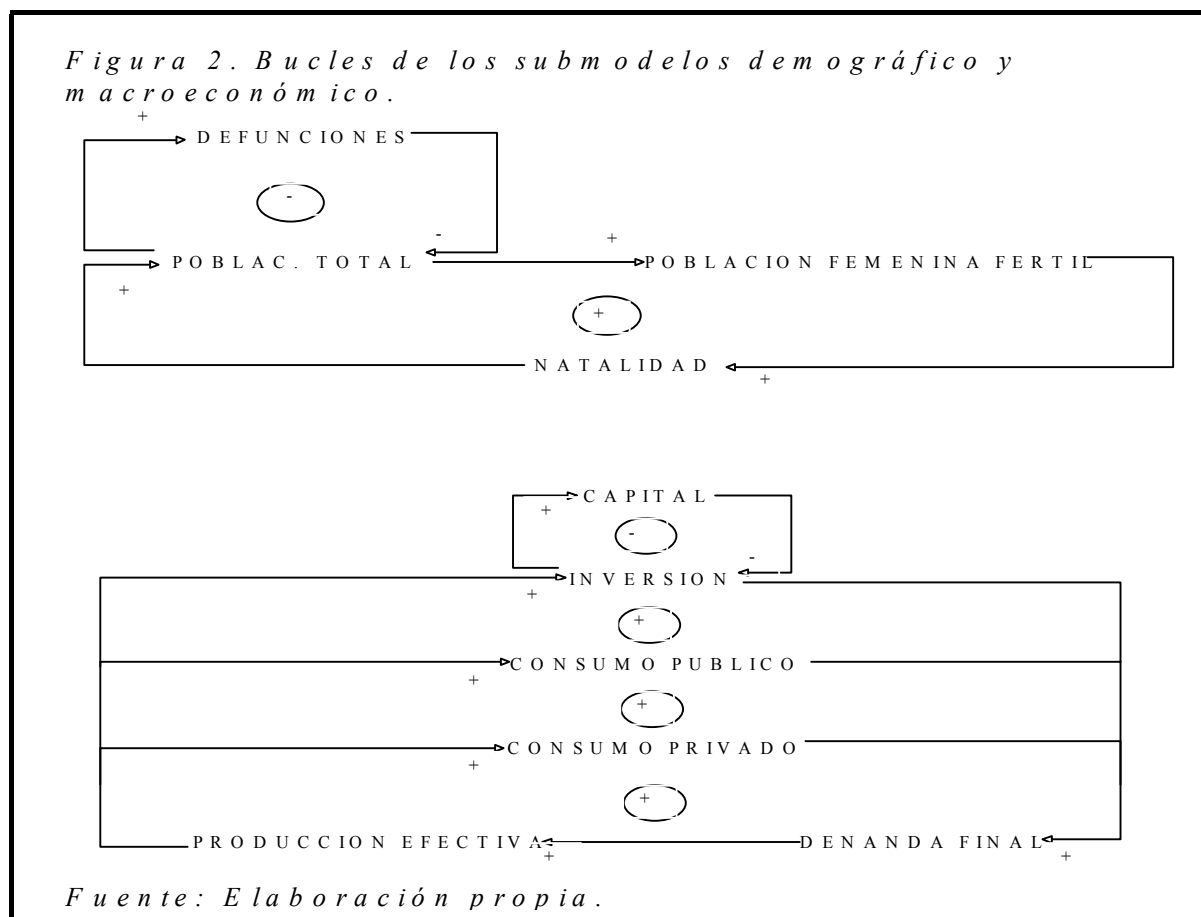 Figura 2. Bucles de los submodelos demográfico y
macroeconómico.
+
DEFUNCIONES
-
-
+
POBLAC. TOTAL
POBLACION FEMENINA FERTIL
+
+
NATALIDAD
+
CAPITAL
+
-
-
INVERSION
+
+
CONSUMO PUBLICO
+
+
CONSUMO PRIVADO
+
+
PRODUCCION EFECTIVA
DENANDA FINAL
+
+
Fuente: Elaboración propia.